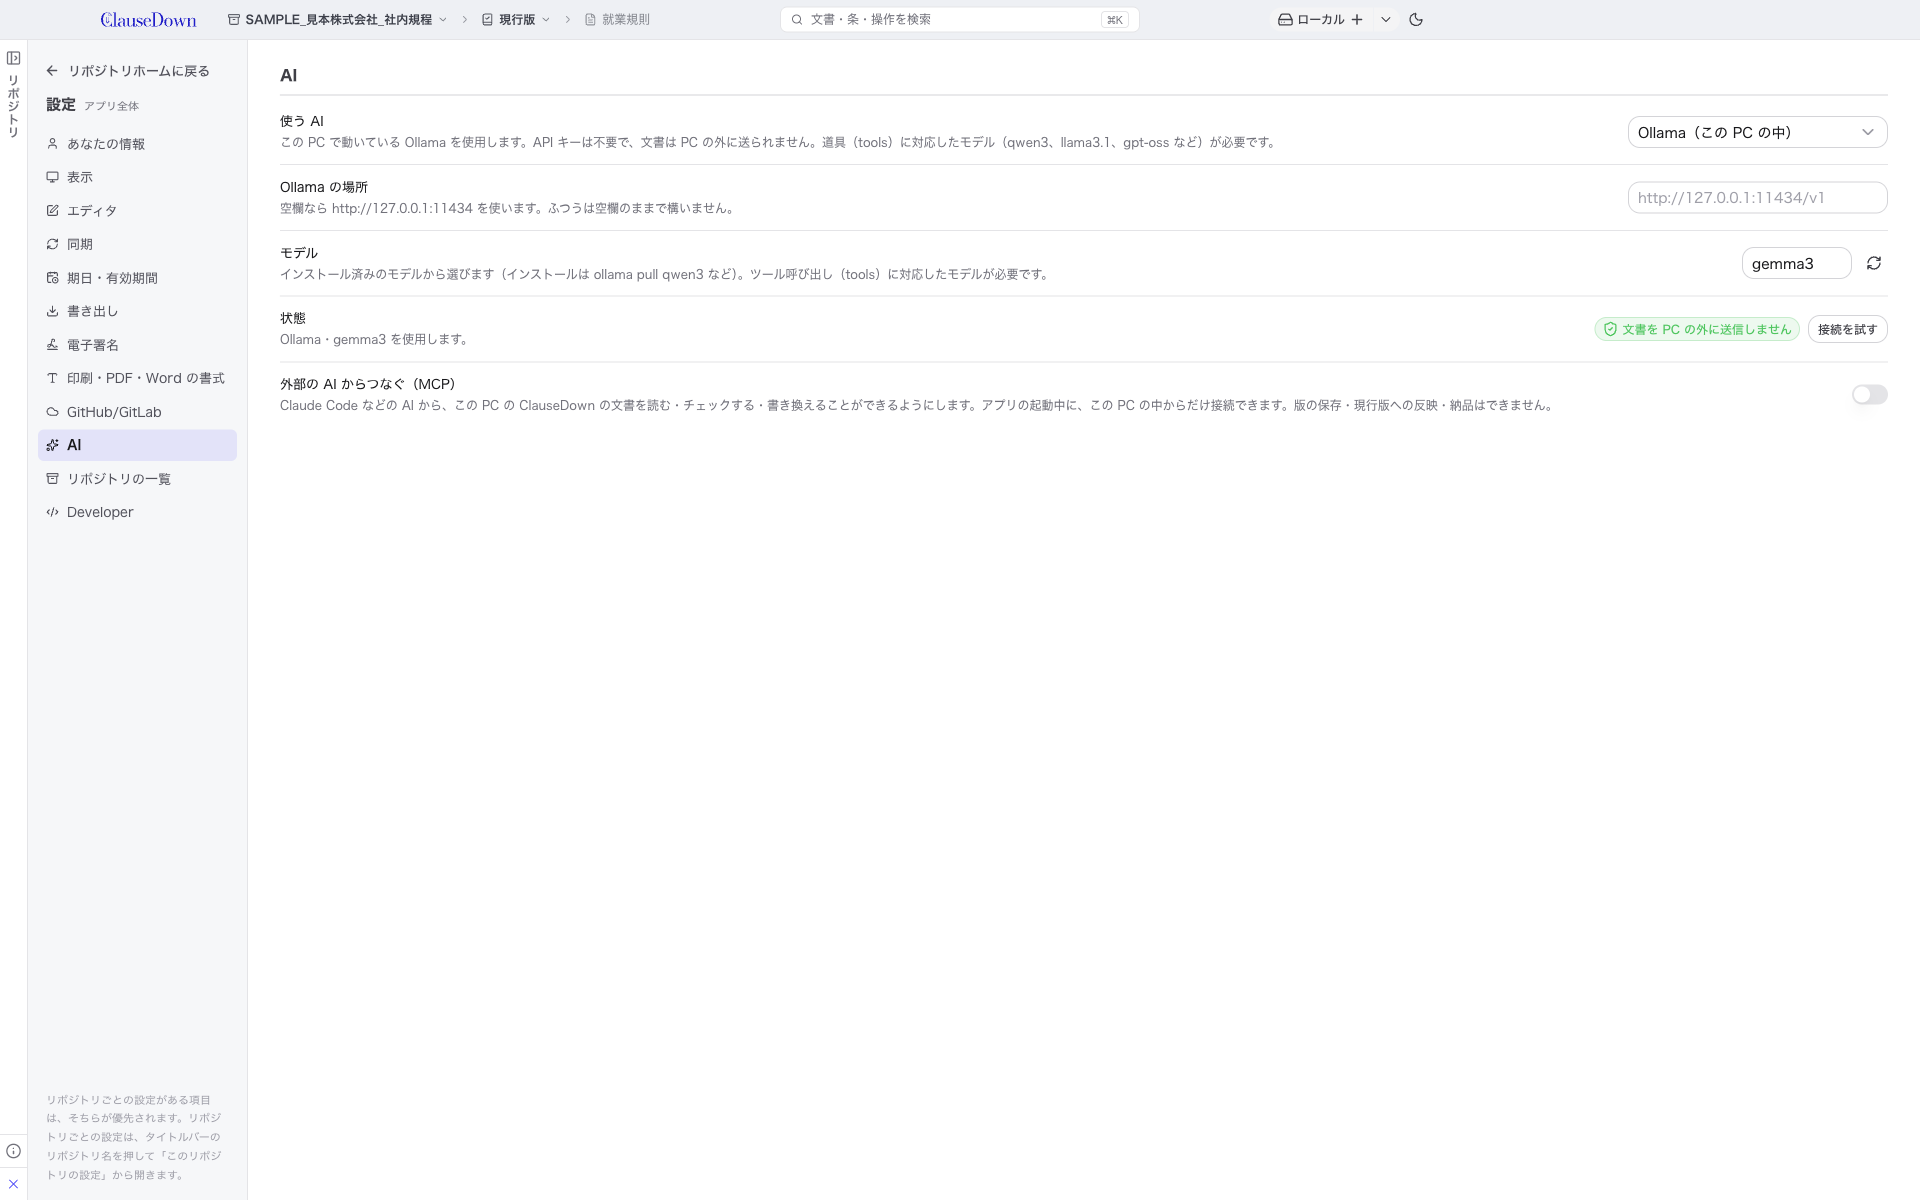 ClauseDown
SAMPLE_見本株式会社_社内規程
現行版
就業規則
文書・条・操作を検索
⌘K
ローカル
リポジトリ
リポジトリホームに戻る
設定 アプリ全体
あなたの情報
表示
エディタ
同期
期日・有効期間
書き出し
電子署名
印刷・PDF・Word の書式
GitHub/GitLab
AI
リポジトリの一覧
Developer
リポジトリごとの設定がある項目
は、そちらが優先されます。リポジ
トリごとの設定は、タイトルバーの
リポジトリ名を押して「このリポジ
トリの設定」から開きます。
AI
使う AI
この PC で動いている Ollama を使用します。API キーは不要で、文書は PC の外に送られません。道具（tools）に対応したモデル（qwen3、llama3.1、gpt-oss など）が必要です。
Ollama（この PC の中）
Ollama の場所
空欄なら http://127.0.0.1:11434 を使います。ふつうは空欄のままで構いません。
http://127.0.0.1:11434/v1
モデル
インストール済みのモデルから選びます（インストールは ollama pull qwen3 など）。ツール呼び出し（tools）に対応したモデルが必要です。
gemma3
状態
Ollama・gemma3 を使用します。
文書を PC の外に送信しません
接続を試す
外部の AI からつなぐ（MCP）
Claude Code などの AI から、この PC の ClauseDown の文書を読む・チェックする・書き換えることができるようにします。アプリの起動中に、この PC の中からだけ接続できます。版の保存・現行版への反映・納品はできません。